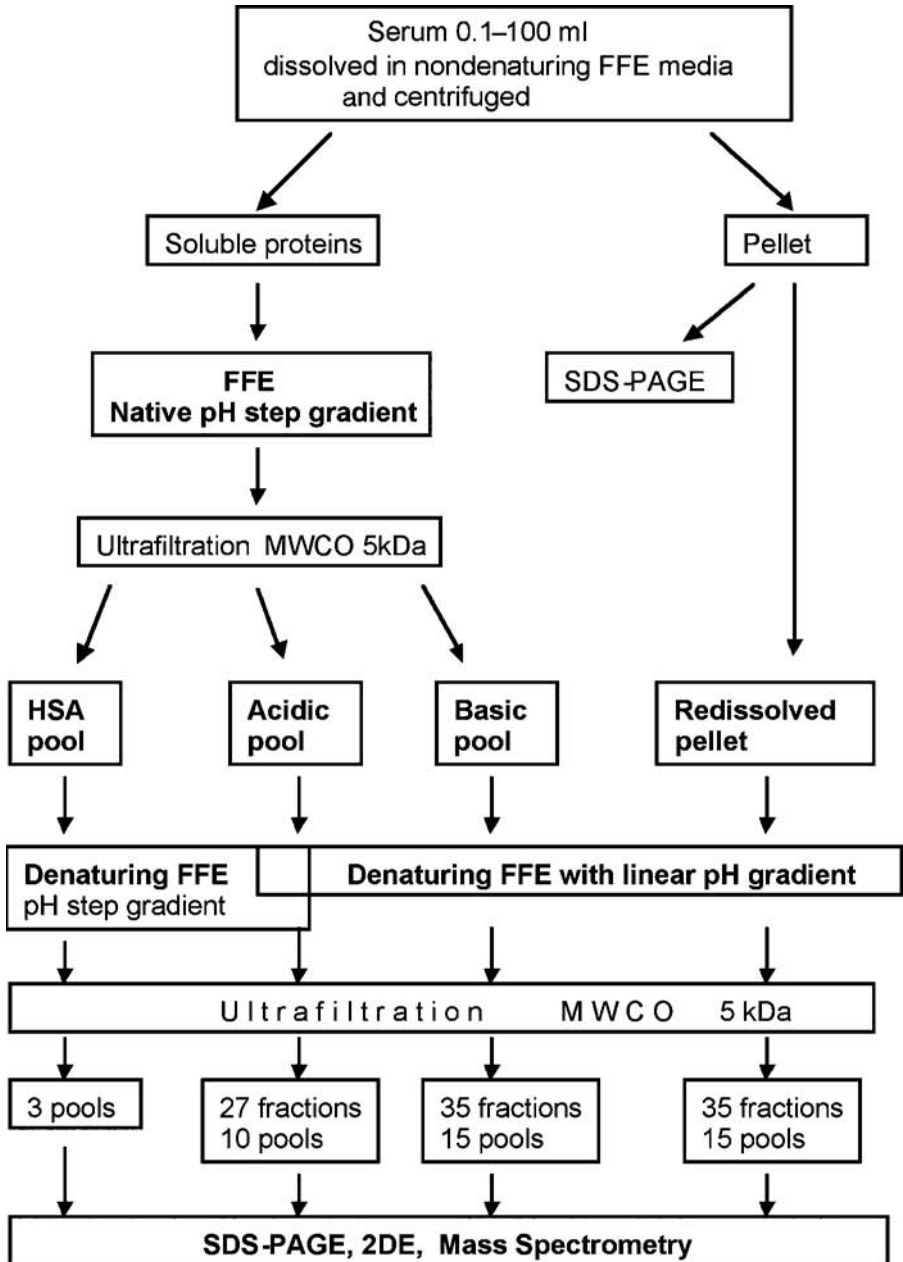 Serum 0.1–100 ml
dissolved in nondenaturing FFE media
and centrifuged
Soluble proteins
Pellet
FFE
Native pH step gradient
SDS-PAGE
Ultrafiltration MWCO 5kDa
HSA
pool
Acidic
pool
Basic
pool
Redissolved
pellet
Denaturing FFE
pH step gradient
Denaturing FFE with linear pH gradient
Ultrafiltration MWCO 5 kDa
3 pools
27 fractions
10 pools
35 fractions
15 pools
35 fractions
15 pools
SDS-PAGE, 2DE, Mass Spectrometry